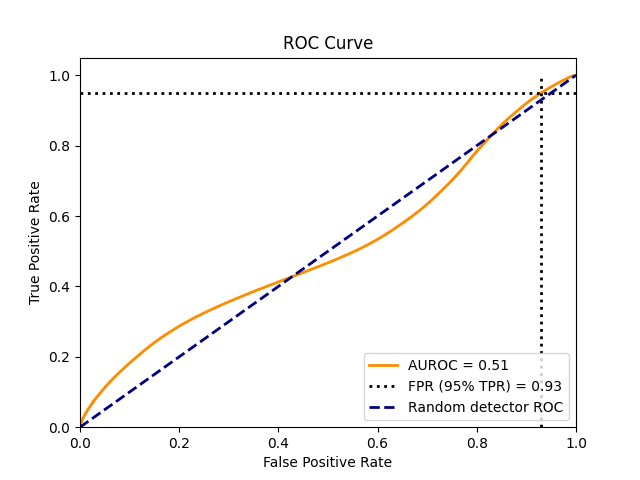 ROC Curve
True Positive Rate
1.0
0.8
0.6
0.4
0.2
0.0
AUROC = 0.51
FPR (95% TPR) = 0.93
Random detector ROC
0.0 0.2 0.4 0.6 0.8 1.0
False Positive Rate